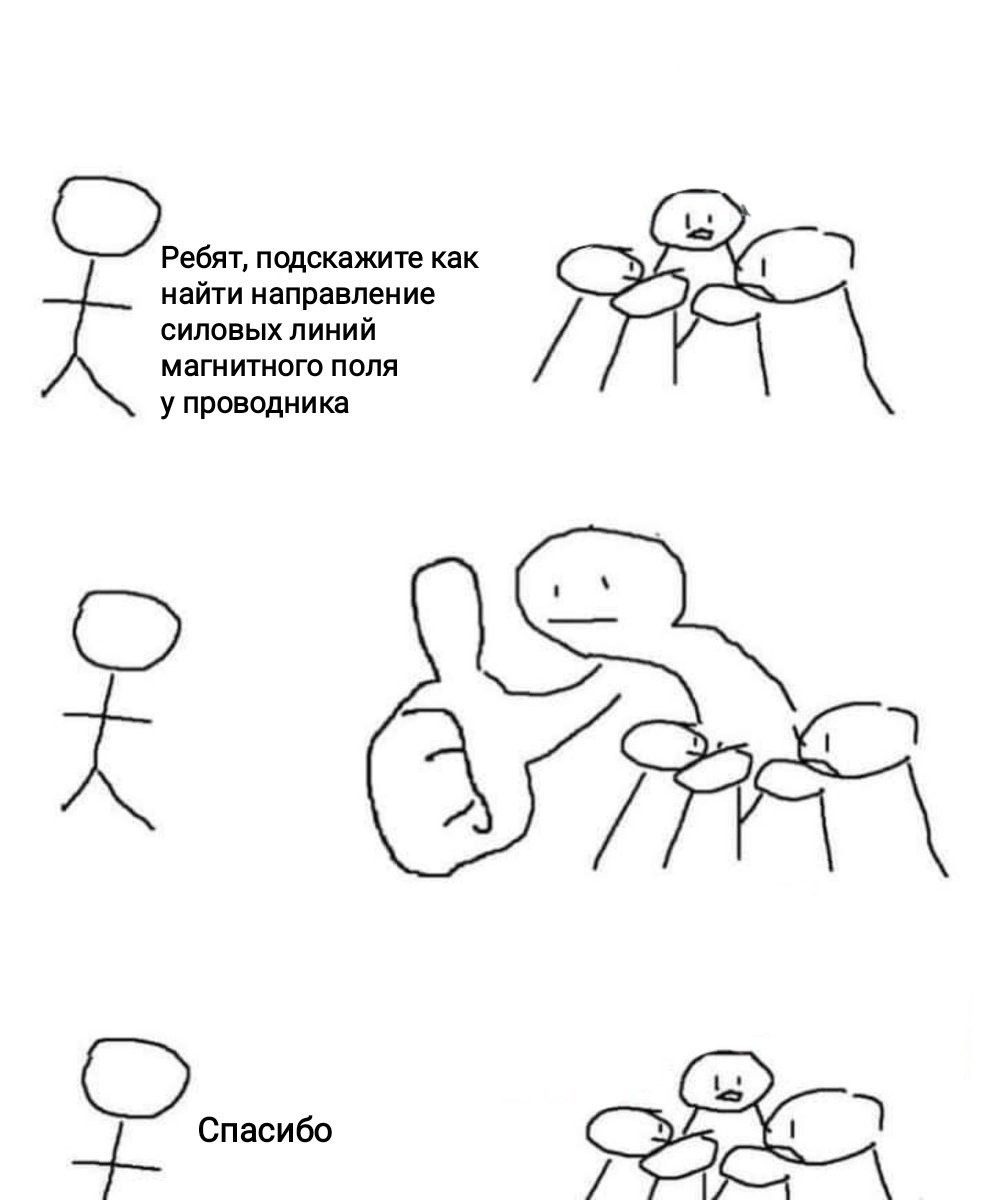 Ребят, подскажите как
найти направление
силовых линий
магнитного поля
у проводника
Спасибо